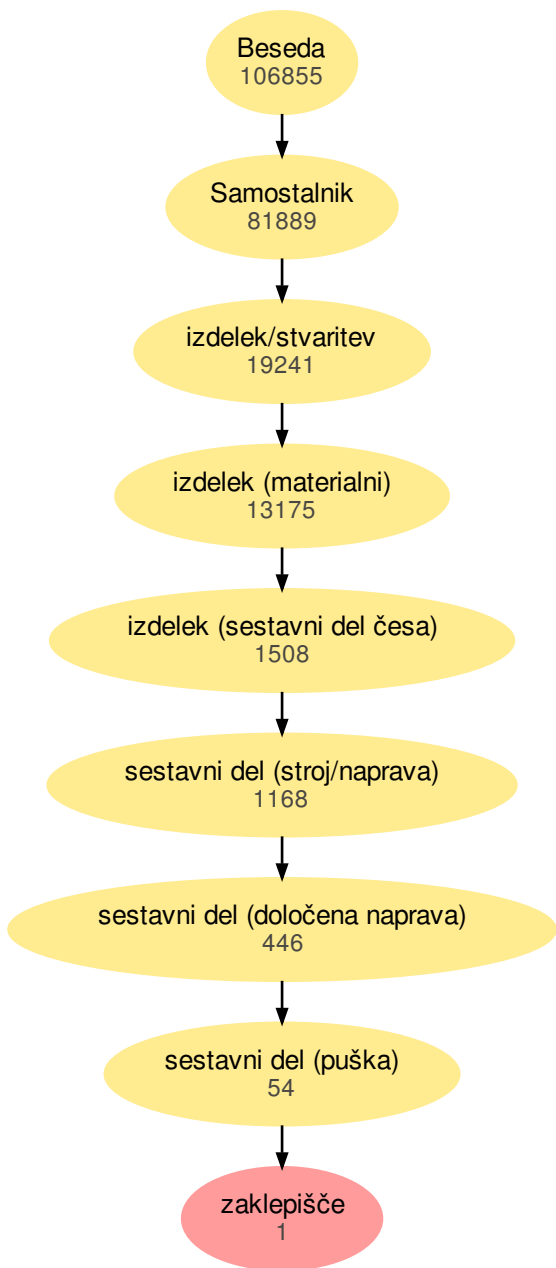 Beseda
106855
Samostalnik
81889
izdelek/stvaritev
19241
izdelek (materialni)
13175
izdelek (sestavni del česa)
1508
sestavni del (stroj/naprava)
1168
sestavni del (določena naprava)
446
sestavni del (puška)
54
zaklepišče
1